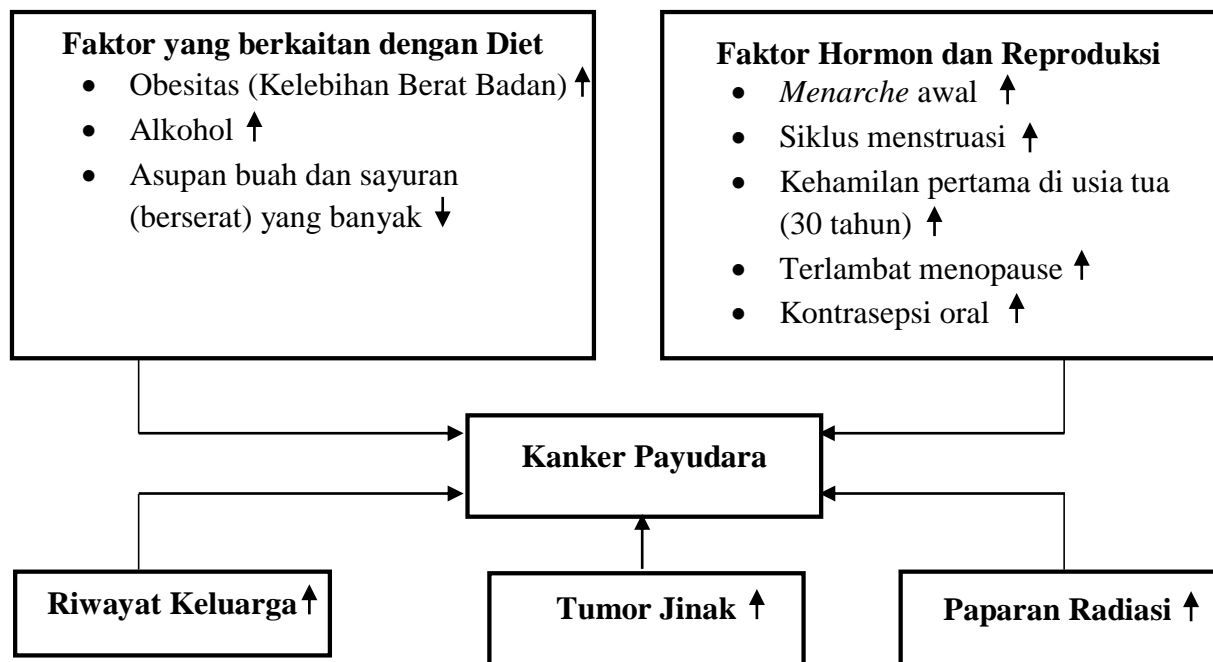 Faktor yang berkaitan dengan Diet
• Obesitas (Kelebihan Berat Badan) ↑
• Alkohol ↑
• Asupan buah dan sayuran
(berserat) yang banyak ↓
Faktor Hormon dan Reproduksi
• Menarche awal ↑
• Siklus menstruasi ↑
• Kehamilan pertama di usia tua
(30 tahun) ↑
• Terlambat menopause ↑
• Kontrasepsi oral ↑
Kanker Payudara
Riwayat Keluarga ↑
Tumor Jinak ↑
Paparan Radiasi ↑